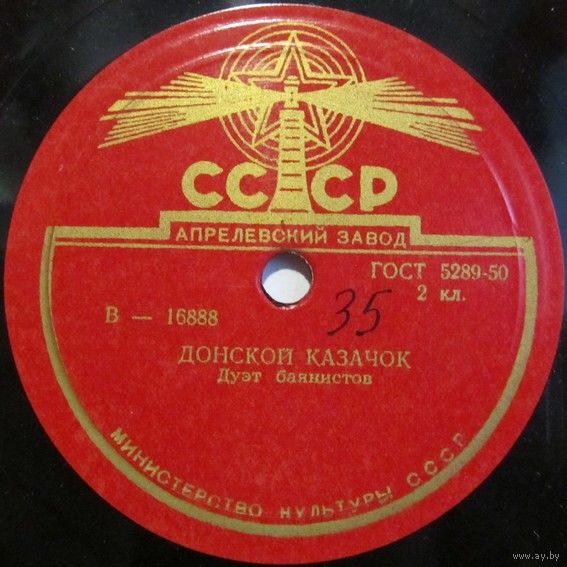 СССР
АПРЕЛЕВСКИЙ ЗАВОД
ГОСТ 5289-50
2 кл.
В — 16888
35
ДОНСКОЙ КАЗАЧОК
Дуэт баянистов
МИНИСТЕРСТВО КУЛЬТУРЫ СССР
www.ay.by